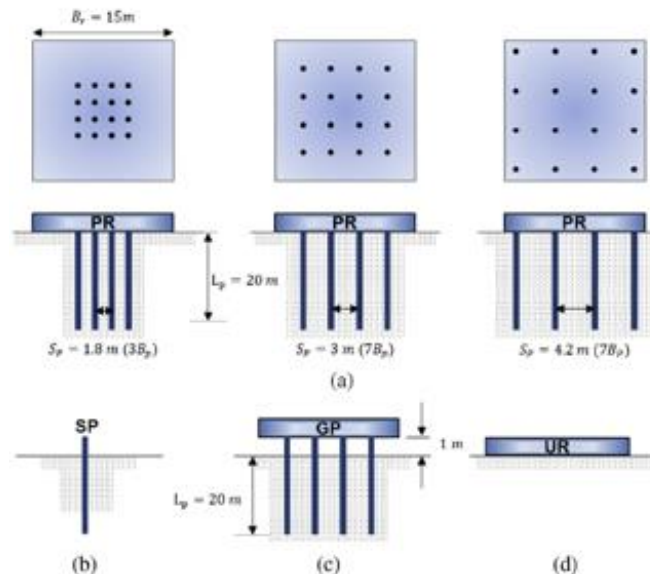 B_r = 15m
PR PR PR
L_p = 20 m
S_P = 1.8 m (3B_p) S_P = 3 m (7B_p) S_P = 4.2 m (7B_P)
(a)
SP GP UR
1 m
L_p = 20 m
(b) (c) (d)